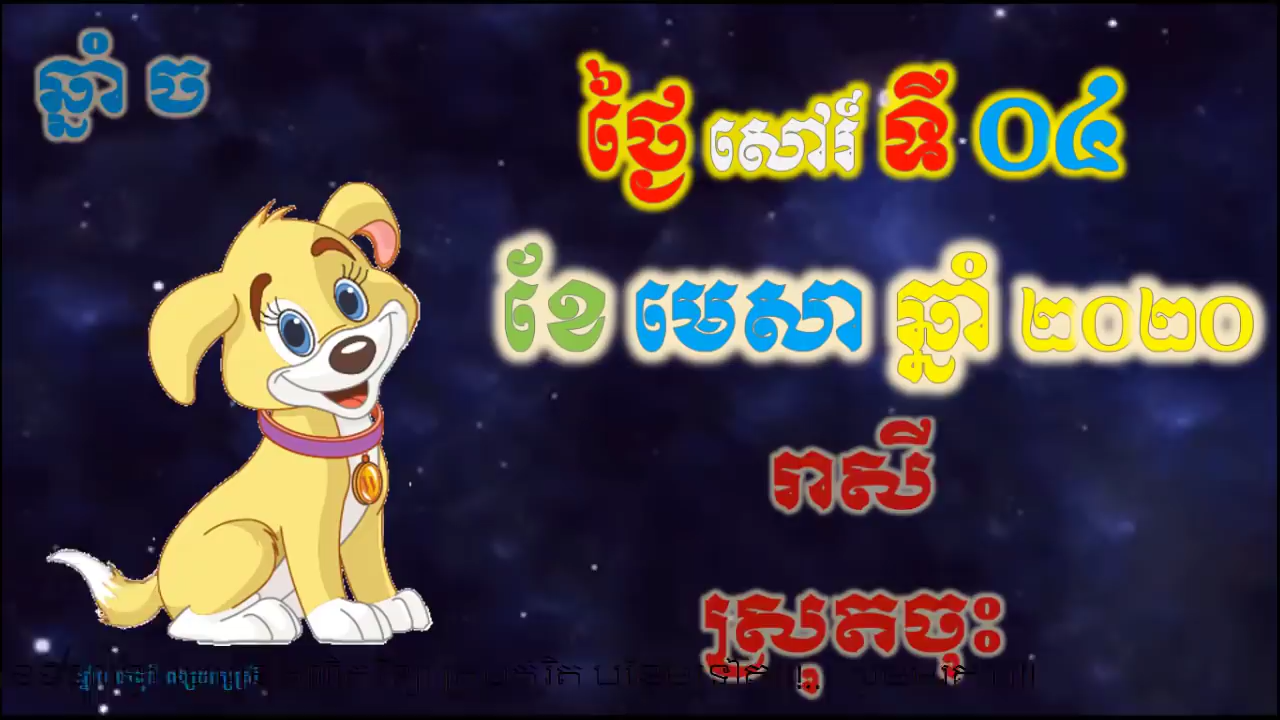 ឆ្នាំ ច
ថ្ងៃ សៅរ៍ ទី ០៤
ខែ មេសា ឆ្នាំ ២០២០
រាសី
ស្រុតចុះ